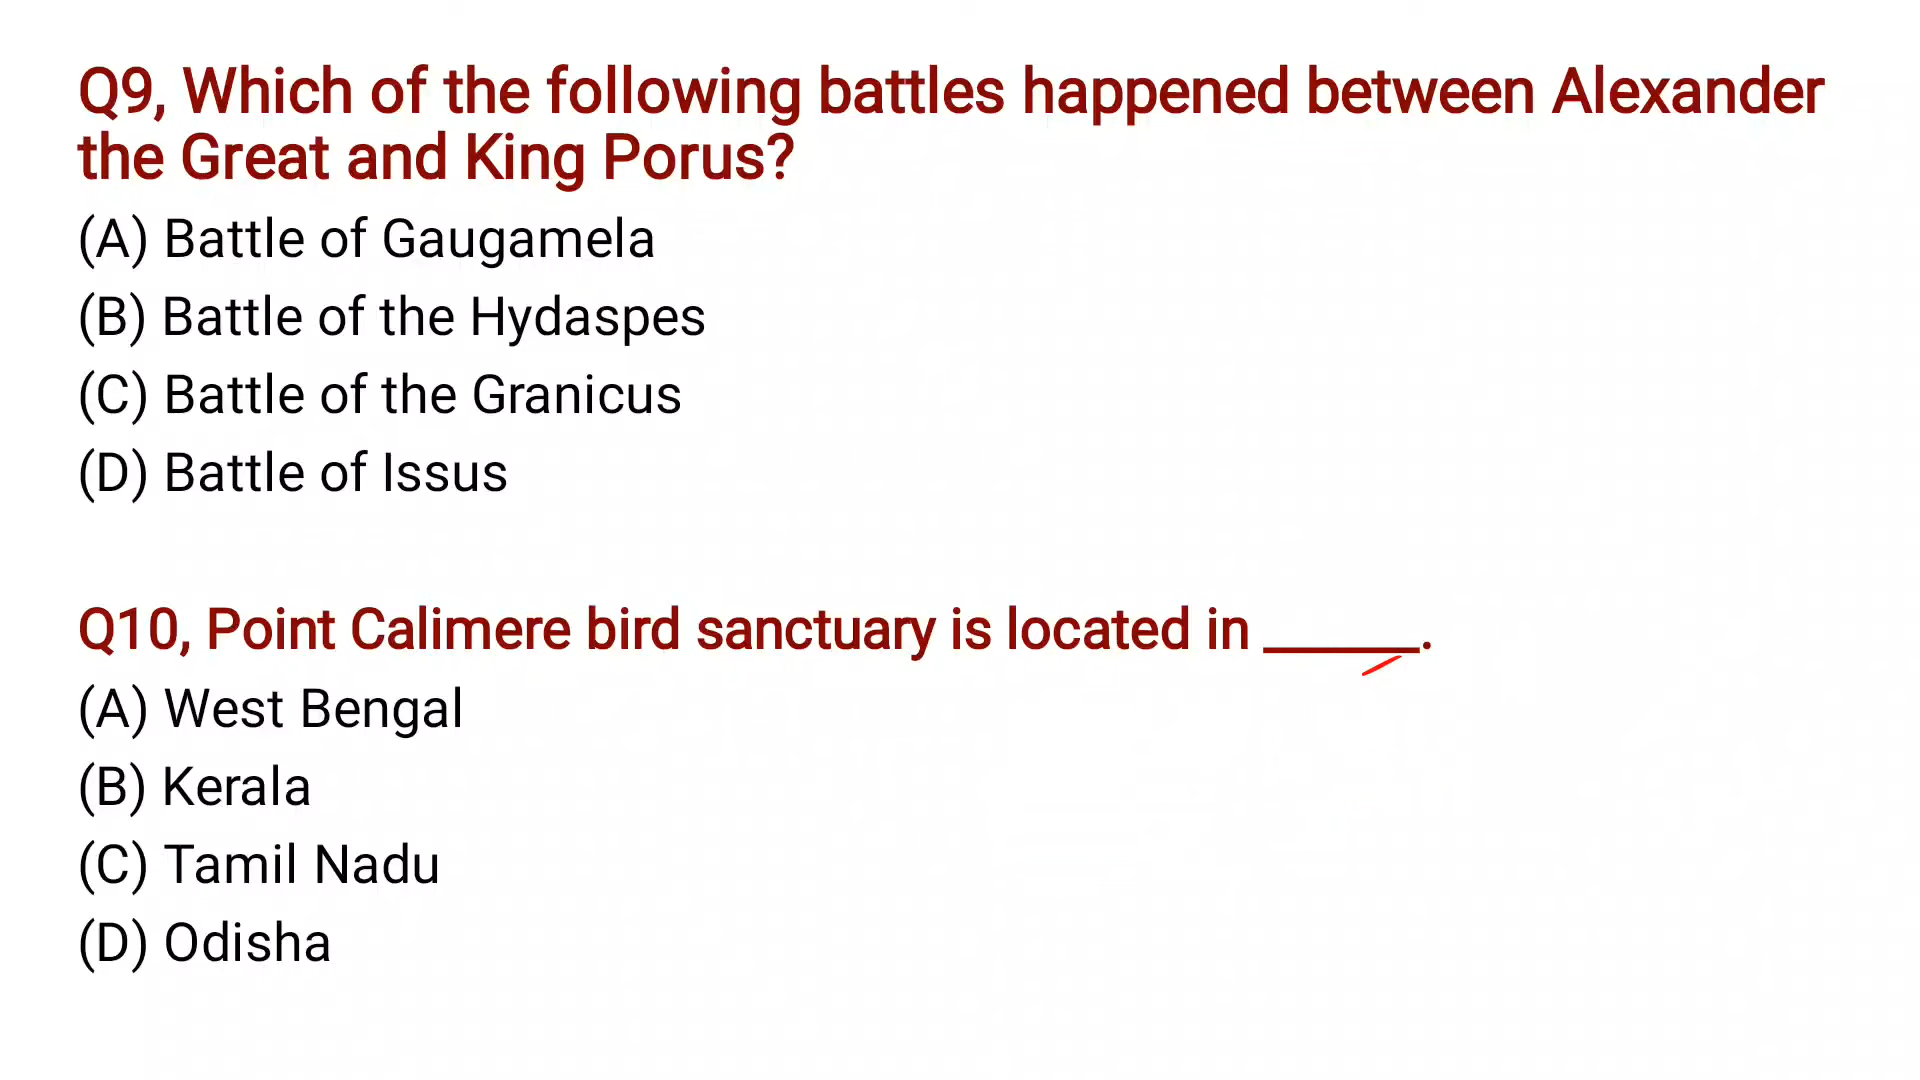 Q9, Which of the following battles happened between Alexander
the Great and King Porus?
(A) Battle of Gaugamela
(B) Battle of the Hydaspes
(C) Battle of the Granicus
(D) Battle of Issus
Q10, Point Calimere bird sanctuary is located in ______.
(A) West Bengal
(B) Kerala
(C) Tamil Nadu
(D) Odisha